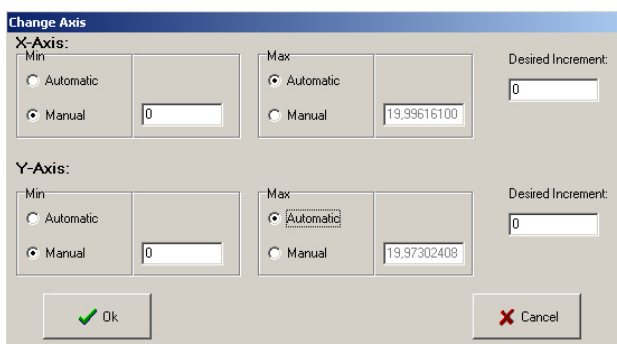 Change Axis
X-Axis:
Min Max Desired Increment:
Automatic Automatic 0
Manual 0 Manual 19,99616100
Y-Axis:
Min Max Desired Increment:
Automatic Automatic 0
Manual 0 Manual 19,97302408
Ok Cancel